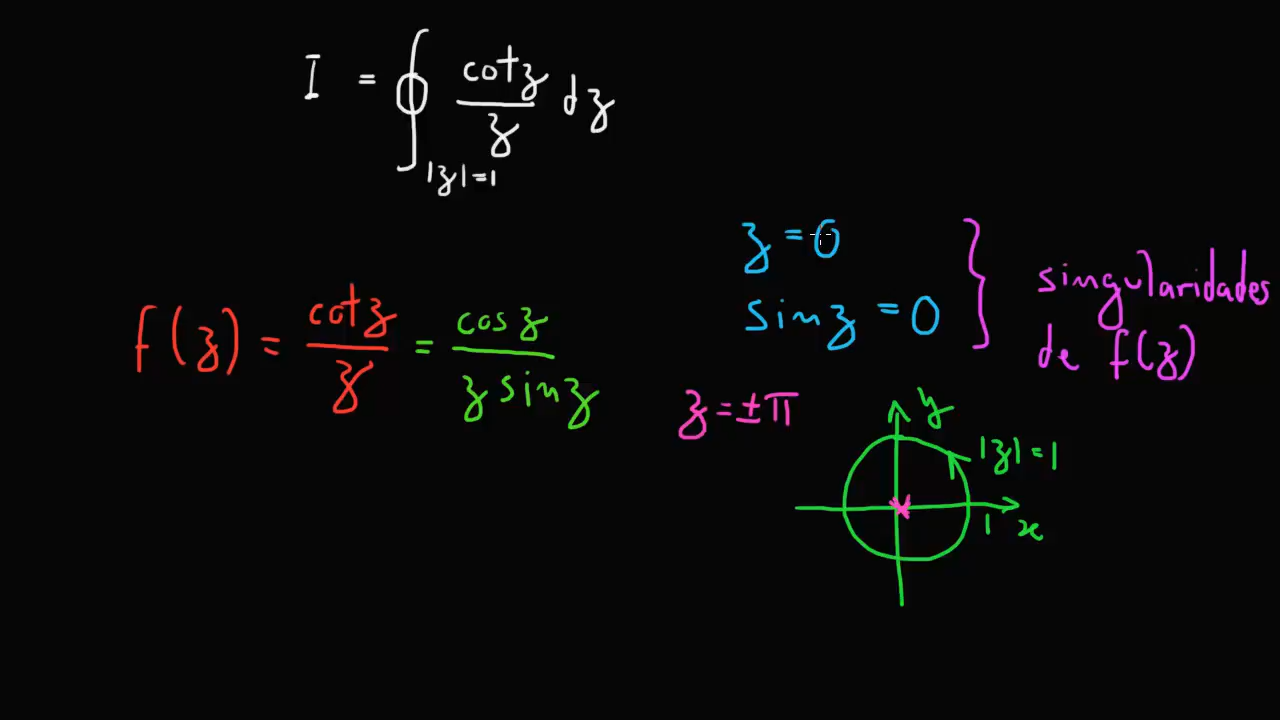 I = ∮_{|z|=1} cot z / z dz
z = 0
sin z = 0
singularidades
de f(z)
f(z) = cot z / z = cos z / z sin z
z = ±π
y
|z| = 1
1
x